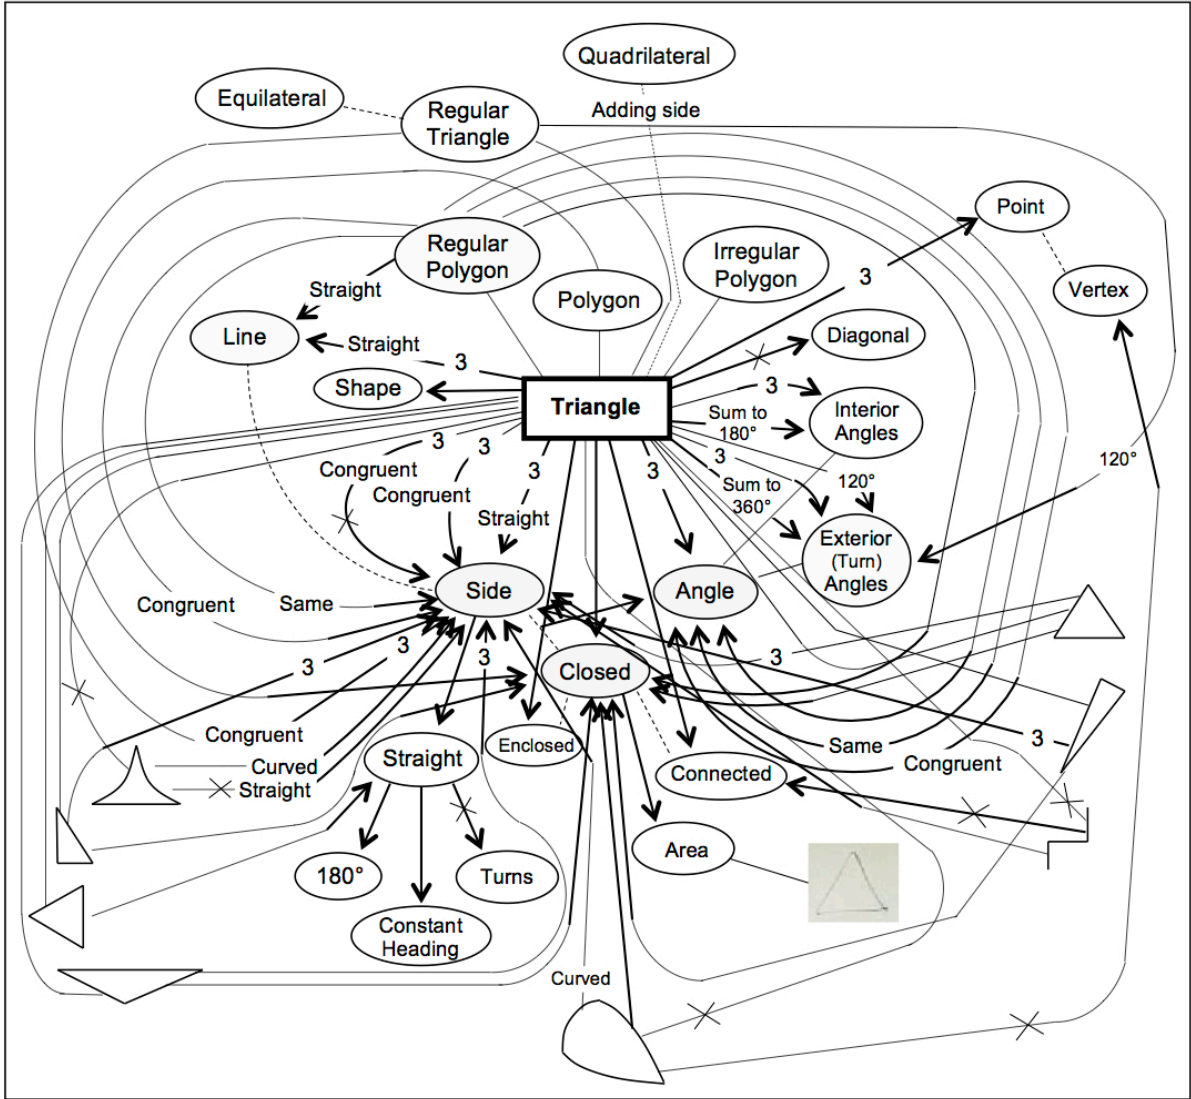 Quadrilateral
Equilateral
Regular
Triangle
Adding side
Point
Regular
Polygon
Irregular
Polygon
Polygon
3
Vertex
Straight
Line
Straight
3
Diagonal
Shape
Triangle
3
Interior
Angles
Sum to
180°
3
3
3
3
3
Congruent
Congruent
Straight
Sum to
360°
120°
120°
Exterior
(Turn)
Angles
Side
Angle
Congruent
Same
3
3
3
3
Closed
Congruent
Straight
Enclosed
Connected
Same
Congruent
3
Curved
Straight
Area
180°
Turns
Constant
Heading
Curved